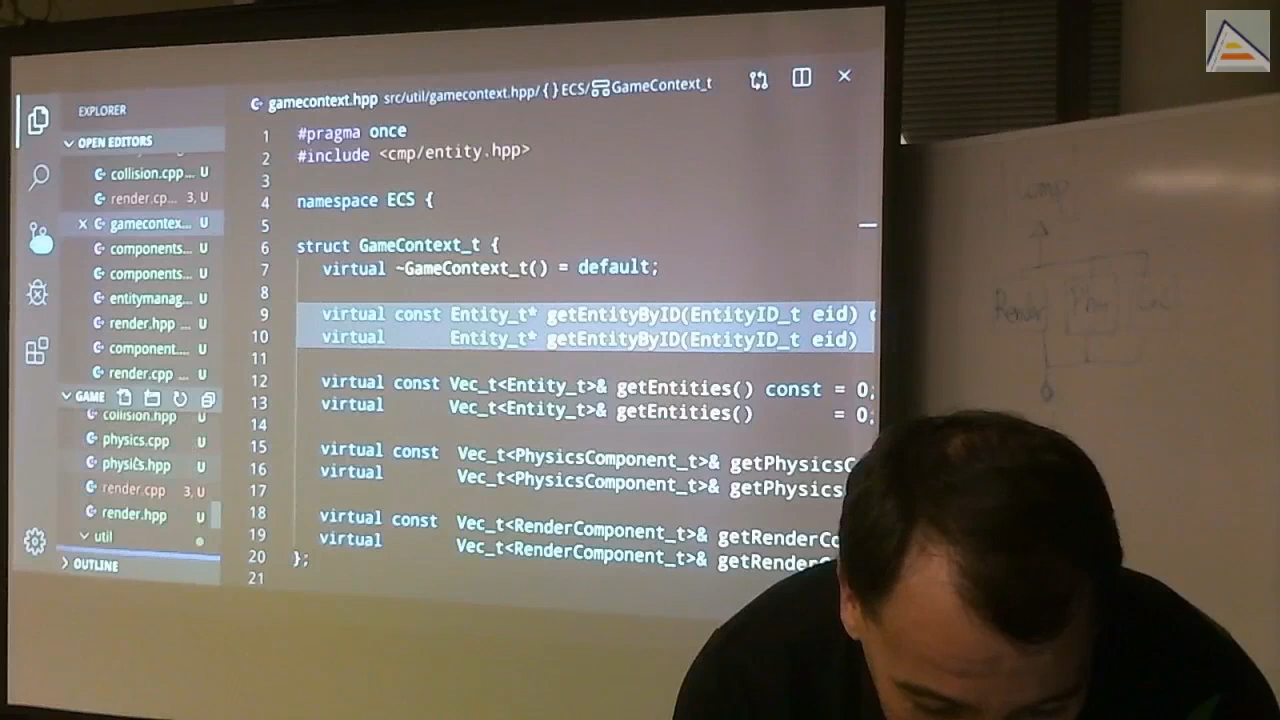 EXPLORER
OPEN EDITORS
collision.cpp... U
render.cp... 3, U
gamecontex... U
components... U
components... U
entitymanag... U
render.hpp ... U
component.... U
render.cpp ... U
GAME
collision.hpp U
physics.cpp U
physics.hpp U
render.cpp 3, U
render.hpp U
util
OUTLINE
gamecontext.hpp src/util/gamecontext.hpp/{} ECS/GameContext_t
1 #pragma once
2 #include <cmp/entity.hpp>
3
4 namespace ECS {
5
6 struct GameContext_t {
7 virtual ~GameContext_t() = default;
8
9 virtual const Entity_t* getEntityByID(EntityID_t eid)
10 virtual Entity_t* getEntityByID(EntityID_t eid)
11
12 virtual const Vec_t<Entity_t>& getEntities() const = 0;
13 virtual Vec_t<Entity_t>& getEntities() = 0;
14
15 virtual const Vec_t<PhysicsComponent_t>& getPhysicsC
16 virtual Vec_t<PhysicsComponent_t>& getPhysics
17
18 virtual const Vec_t<RenderComponent_t>& getRenderCo
19 virtual Vec_t<RenderComponent_t>& getRender
20 };
21
Render